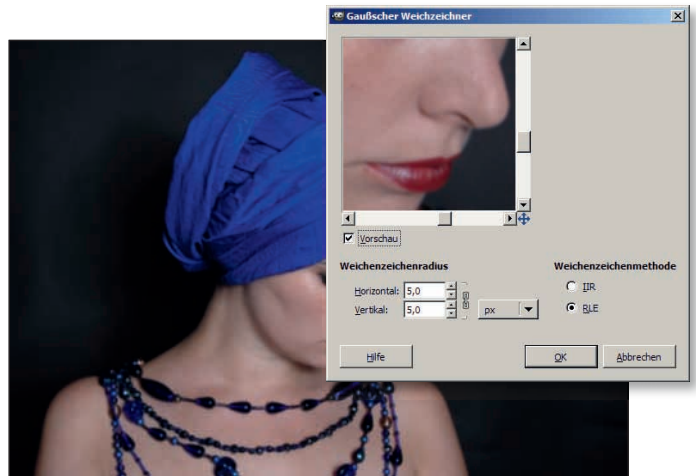 Gaußscher Weichzeichner
Vorschau
Weichenzeichenradius
Weichenzeichenmethode
Horizontal: 5,0
IIR
Vertikal: 5,0
px
RLE
Hilfe
OK
Abbrechen